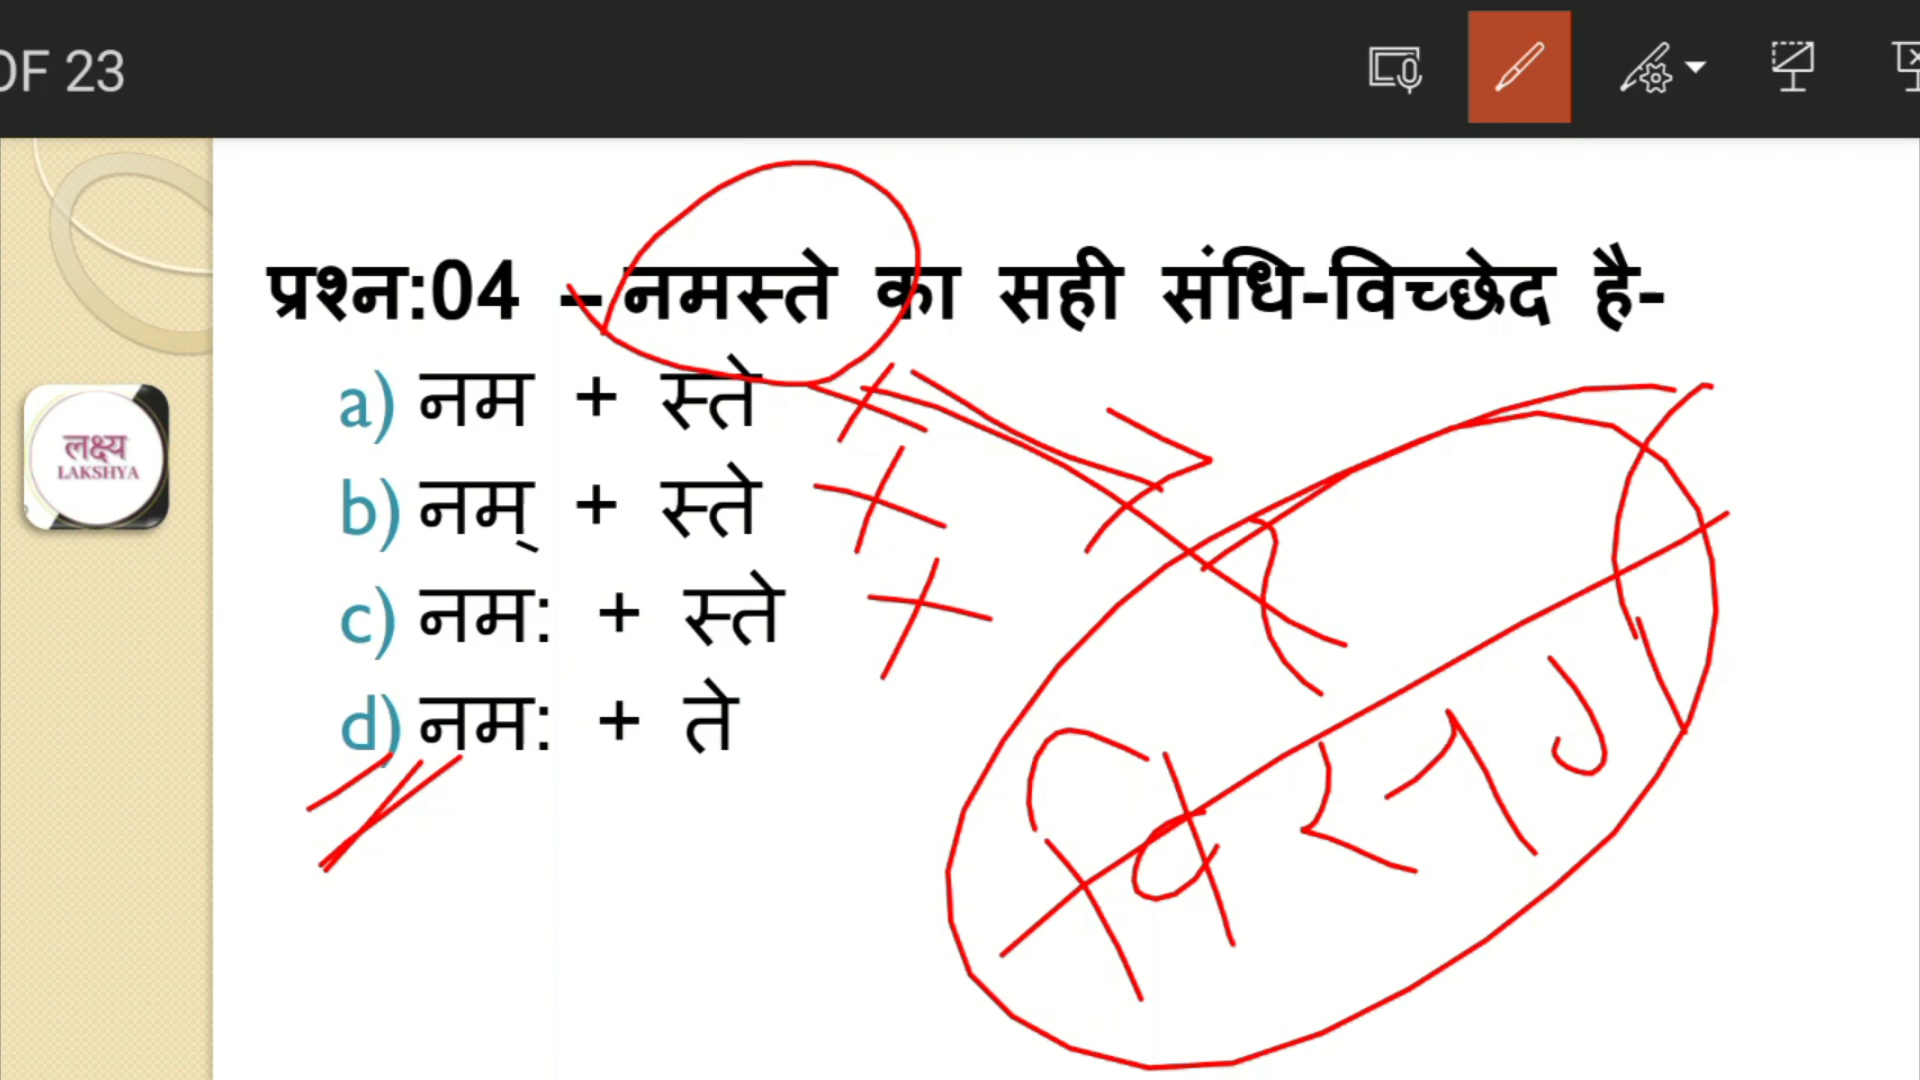 OF 23
प्रश्न:04 – नमस्ते का सही संधि-विच्छेद है-
a) नम + स्ते
b) नम् + स्ते
c) नम: + स्ते
d) नम: + ते
लक्ष्य
LAKSHYA
विसर्ग